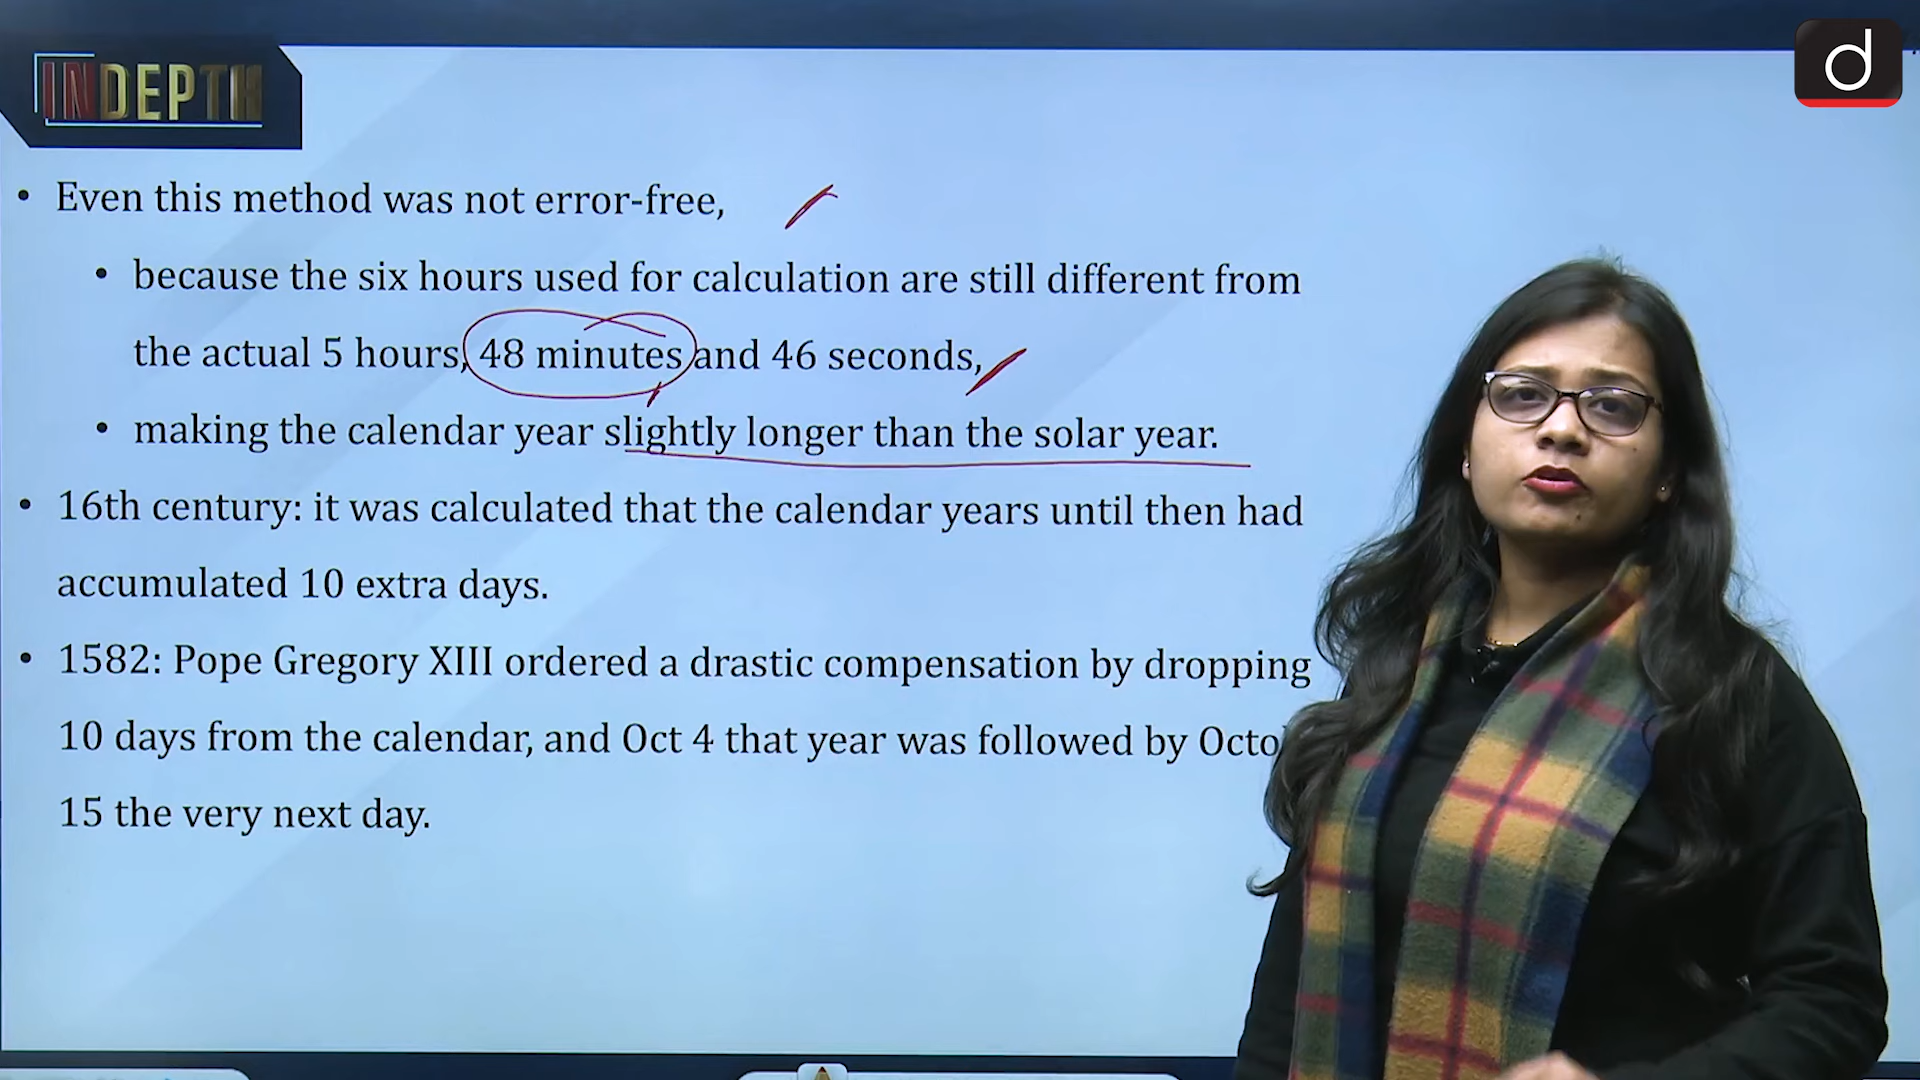 d
INDEPTH
• Even this method was not error-free,
• because the six hours used for calculation are still different from
the actual 5 hours, 48 minutes and 46 seconds,
• making the calendar year slightly longer than the solar year.
• 16th century: it was calculated that the calendar years until then had
accumulated 10 extra days.
• 1582: Pope Gregory XIII ordered a drastic compensation by dropping
10 days from the calendar, and Oct 4 that year was followed by Octo
15 the very next day.